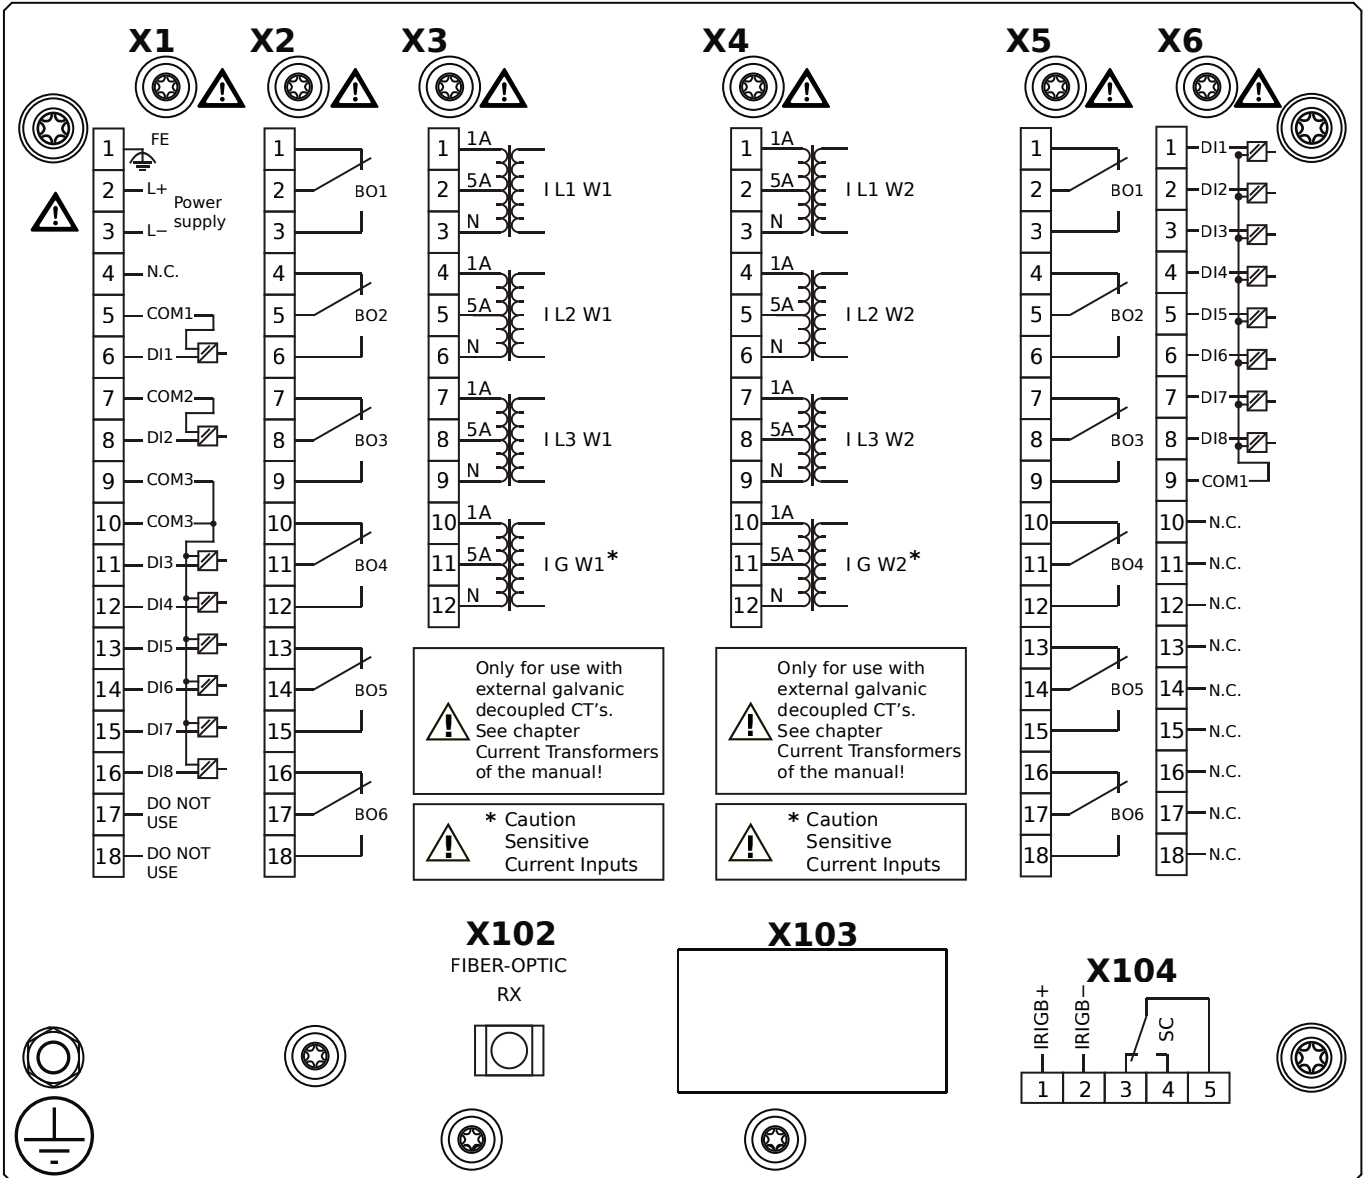 X1 X2 X3 X4 X5 X6
1 FE
2 L+
Power
supply
3 L−
4 N.C.
5 COM1
6 DI1
7 COM2
8 DI2
9 COM3
10 COM3
11 DI3
12 DI4
13 DI5
14 DI6
15 DI7
16 DI8
17 DO NOT
USE
18 DO NOT
USE
1
2 BO1
3
4
5 BO2
6
7
8 BO3
9
10
11 BO4
12
13
14 BO5
15
16
17 BO6
18
1 1A
2 5A I L1 W1
3 N
4 1A
5 5A I L2 W1
6 N
7 1A
8 5A I L3 W1
9 N
10 1A
11 5A I G W1*
12 N
Only for use with
external galvanic
decoupled CT’s.
See chapter
Current Transformers
of the manual!
* Caution
Sensitive
Current Inputs
1 1A
2 5A I L1 W2
3 N
4 1A
5 5A I L2 W2
6 N
7 1A
8 5A I L3 W2
9 N
10 1A
11 5A I G W2*
12 N
Only for use with
external galvanic
decoupled CT’s.
See chapter
Current Transformers
of the manual!
* Caution
Sensitive
Current Inputs
1
2 BO1
3
4
5 BO2
6
7
8 BO3
9
10
11 BO4
12
13
14 BO5
15
16
17 BO6
18
1 DI1
2 DI2
3 DI3
4 DI4
5 DI5
6 DI6
7 DI7
8 DI8
9 COM1
10 N.C.
11 N.C.
12 N.C.
13 N.C.
14 N.C.
15 N.C.
16 N.C.
17 N.C.
18 N.C.
X102
FIBER-OPTIC
RX
X103
X104
IRIGB+
IRIGB−
SC
1 2 3 4 5